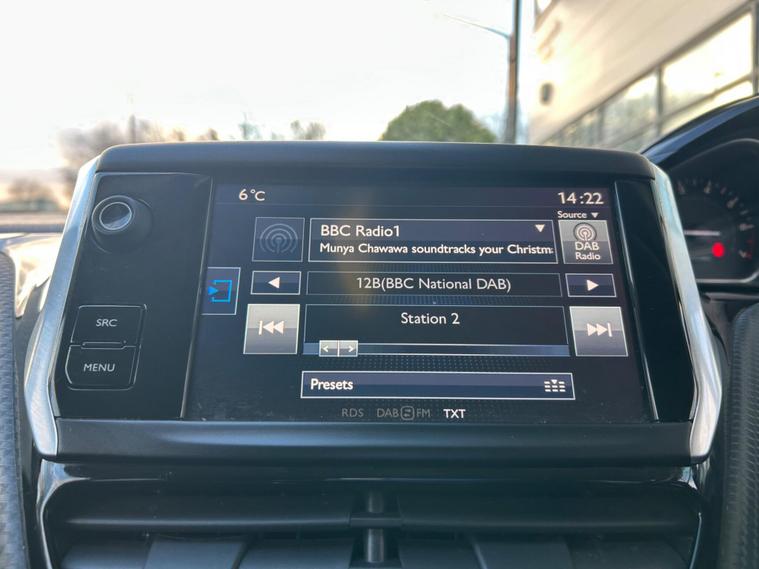 6°C
14:22
Source ▼
BBC Radio1
Munya Chawawa soundtracks your Christm
DAB
Radio
12B(BBC National DAB)
Station 2
SRC
MENU
Presets
RDS DAB FM TXT